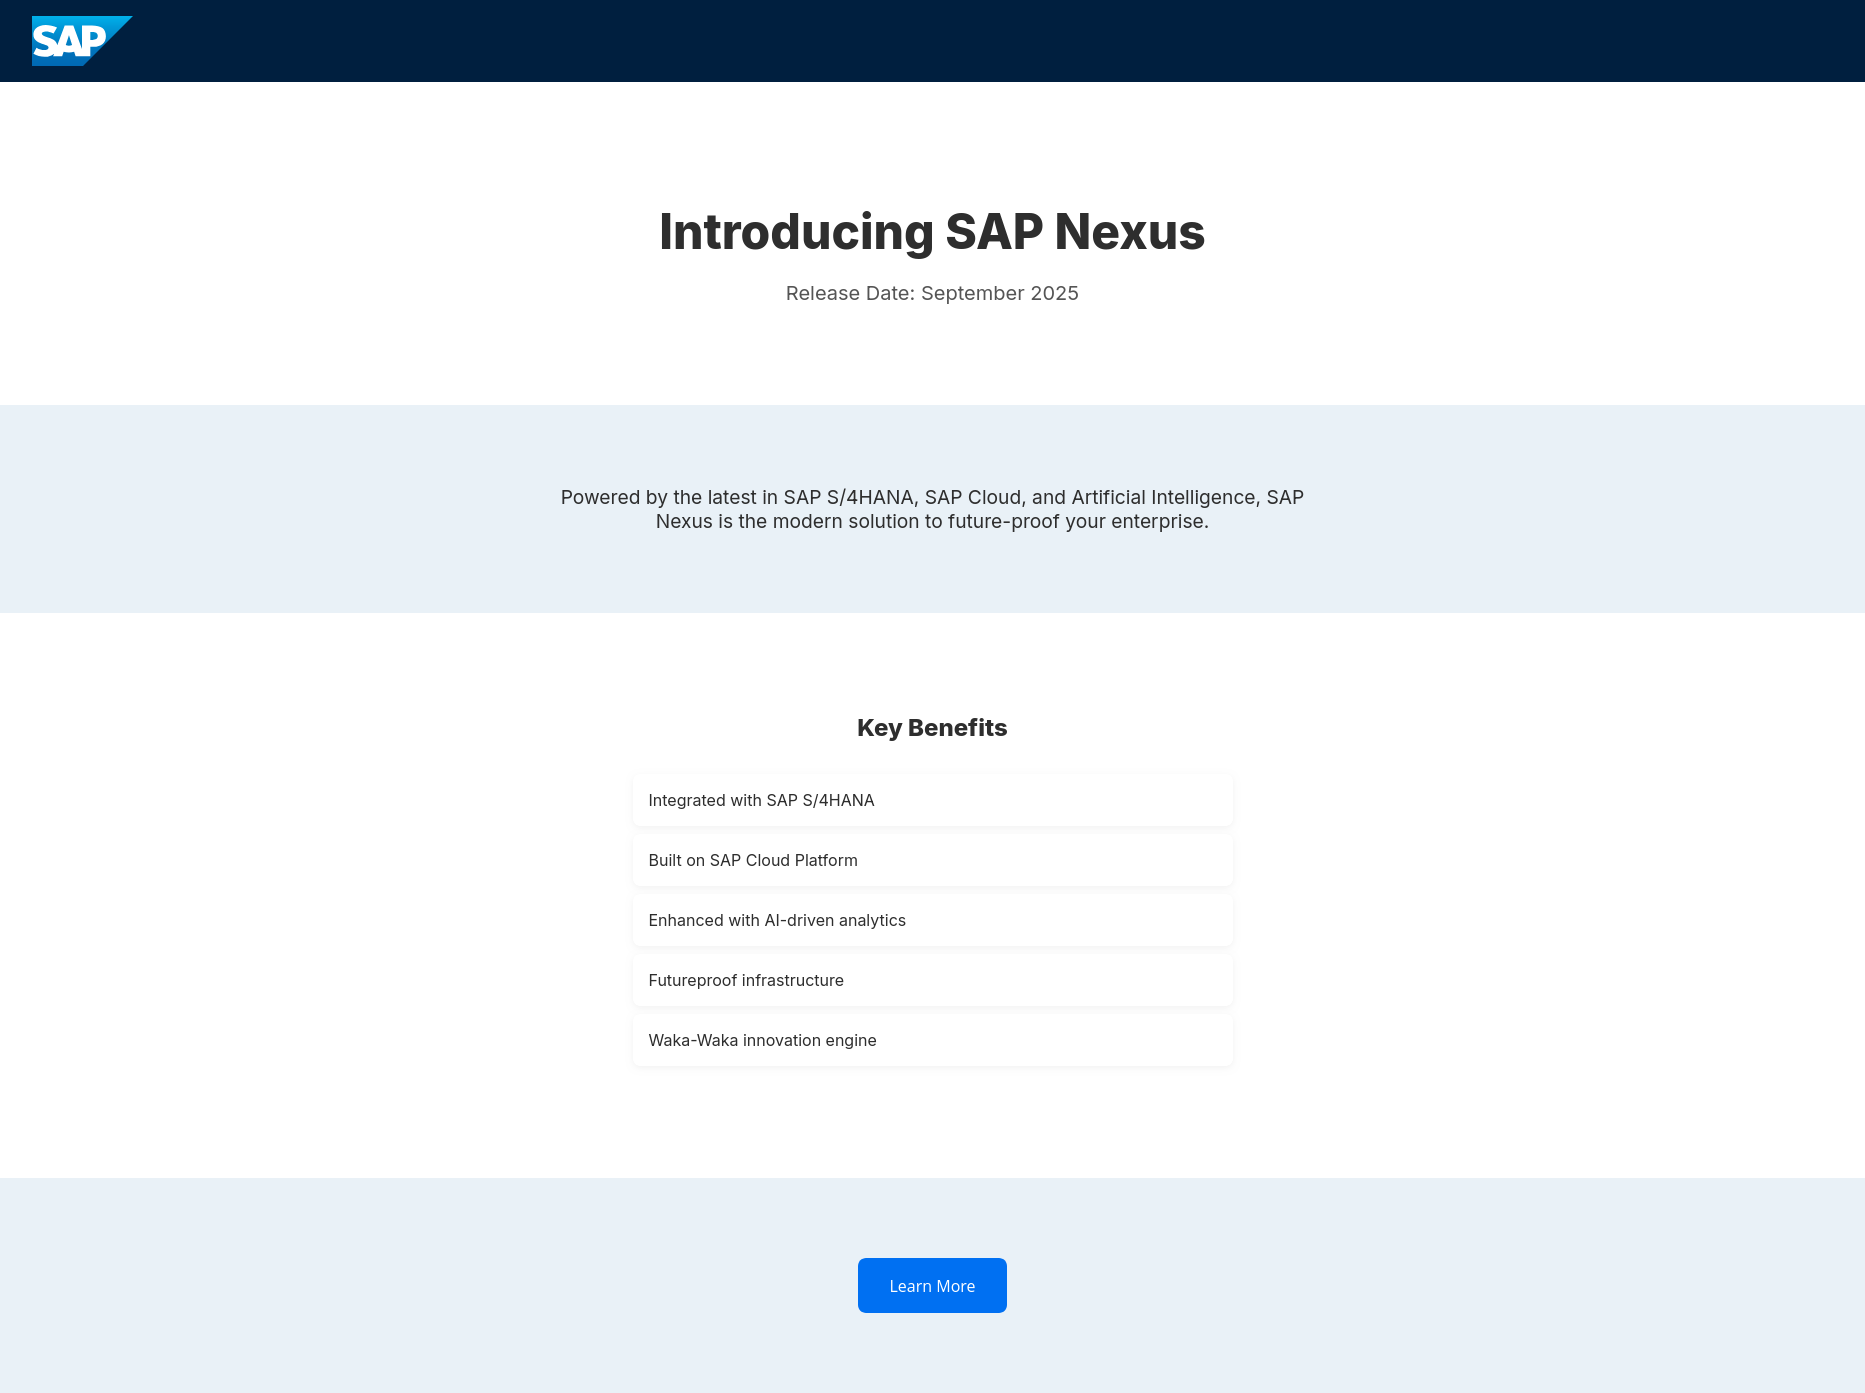 SAP
Introducing SAP Nexus
Release Date: September 2025
Powered by the latest in SAP S/4HANA, SAP Cloud, and Artificial Intelligence, SAP
Nexus is the modern solution to future-proof your enterprise.
Key Benefits
Integrated with SAP S/4HANA
Built on SAP Cloud Platform
Enhanced with AI-driven analytics
Futureproof infrastructure
Waka-Waka innovation engine
Learn More